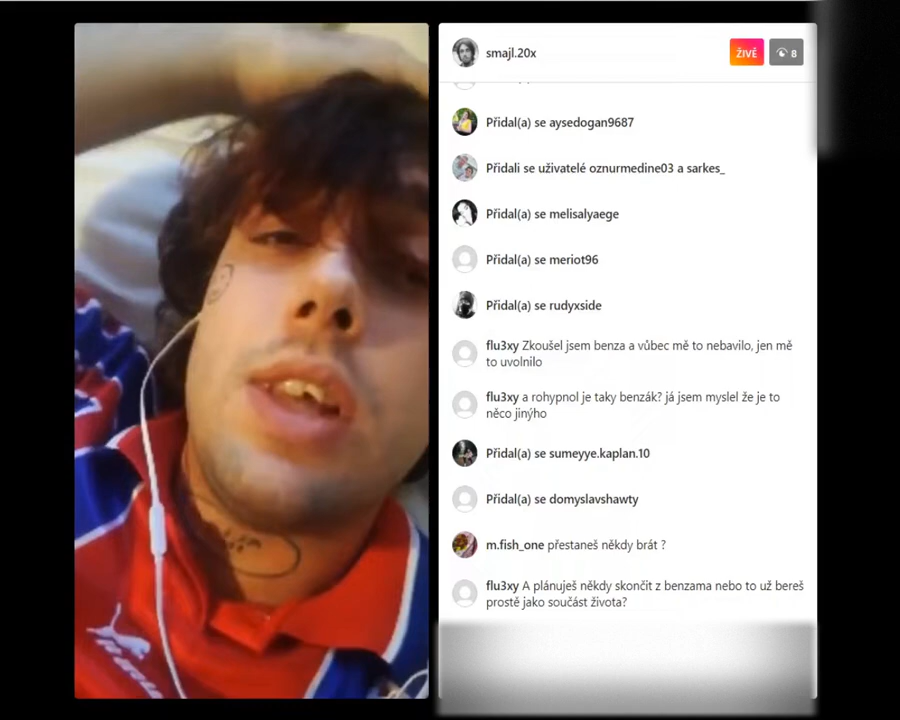 smajl.20x
ŽIVĚ
8
Přidal(a) se aysedogan9687
Přidali se uživatelé oznurmedine03 a sarkes_
Přidal(a) se melisalyaege
Přidal(a) se meriot96
Přidal(a) se rudyxside
flu3xy Zkoušel jsem benza a vůbec mě to nebavilo, jen mě
to uvolnilo
flu3xy a rohypnol je taky benzák? já jsem myslel že je to
něco jinýho
Přidal(a) se sumeyye.kaplan.10
Přidal(a) se domyslavshawty
m.fish_one přestaneš někdy brát ?
flu3xy A plánuješ někdy skončit z benzama nebo to už bereš
prostě jako součást života?